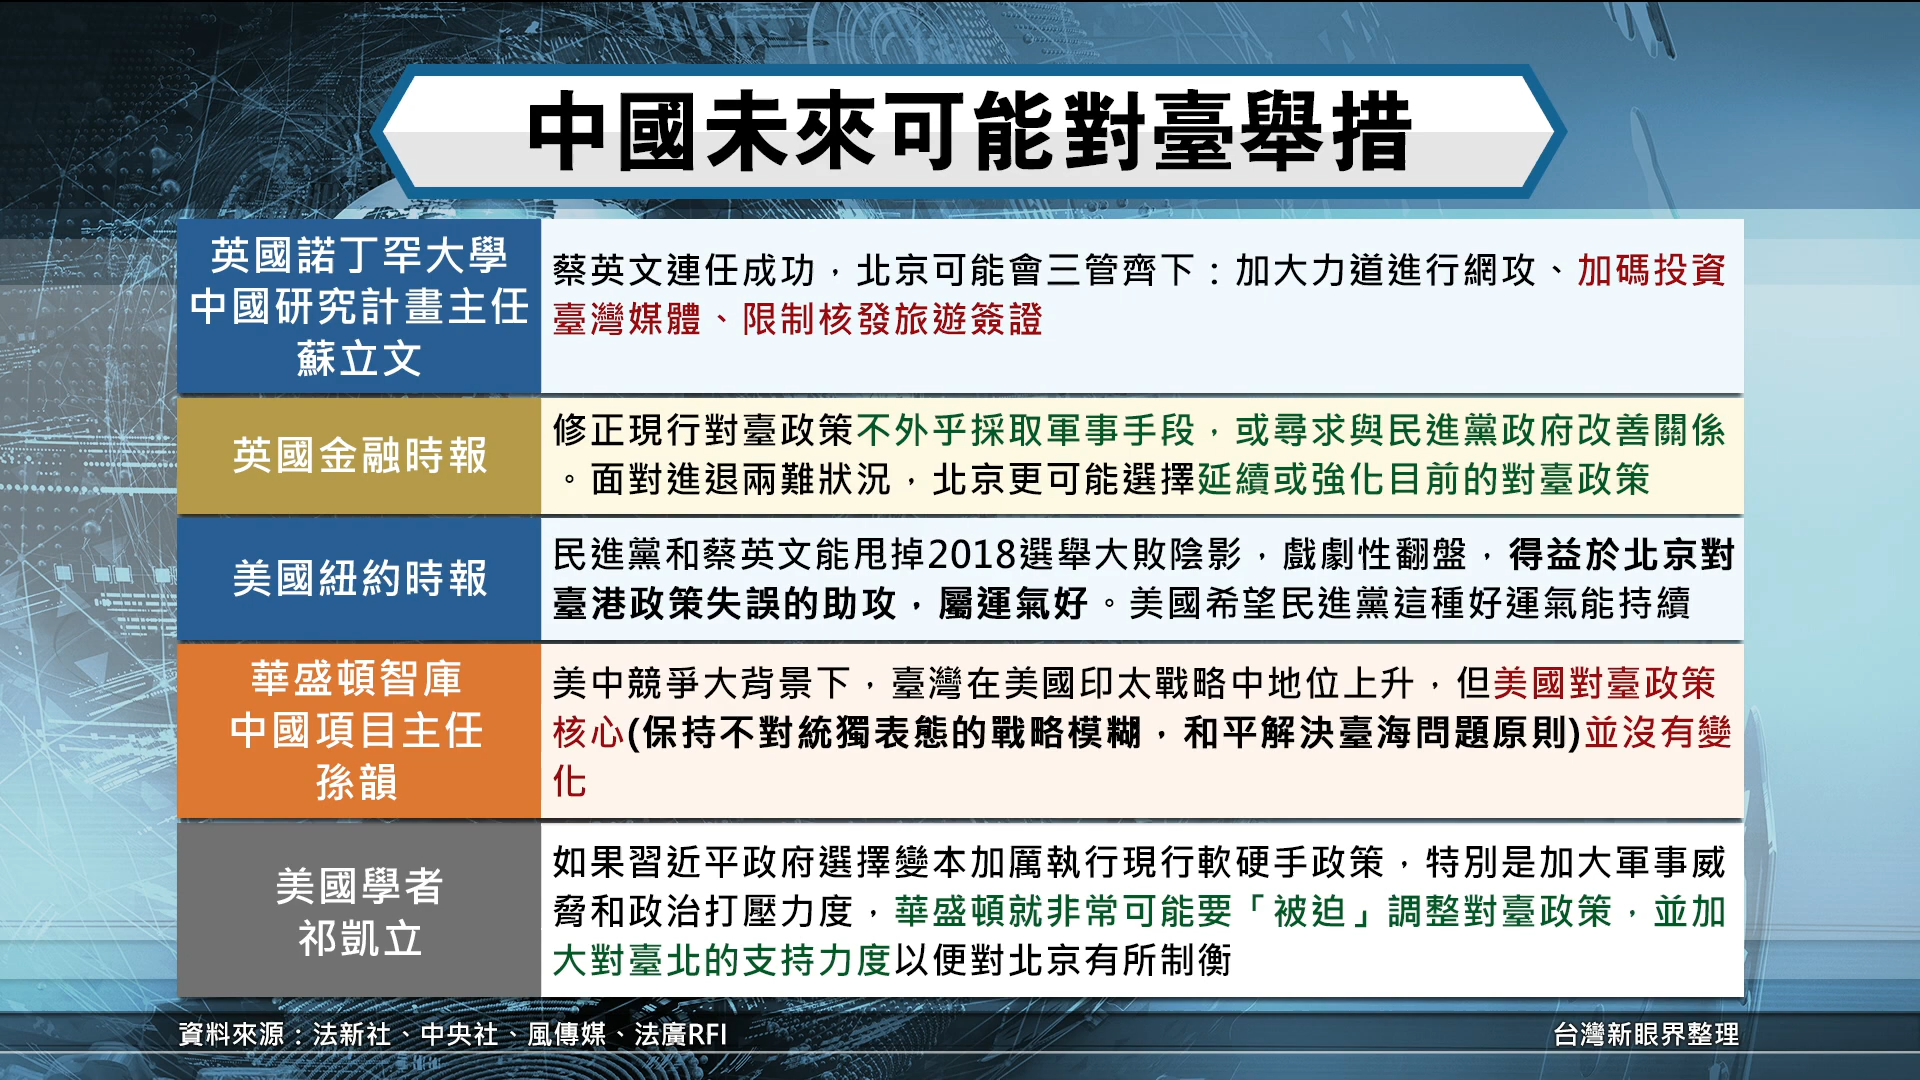 中國未來可能對臺舉措
英國諾丁罕大學
中國研究計畫主任
蘇立文
蔡英文連任成功，北京可能會三管齊下：加大力道進行網攻、加碼投資
臺灣媒體、限制核發旅遊簽證
英國金融時報
修正現行對臺政策不外乎採取軍事手段，或尋求與民進黨政府改善關係
。面對進退兩難狀況，北京更可能選擇延續或強化目前的對臺政策
美國紐約時報
民進黨和蔡英文能甩掉2018選舉大敗陰影，戲劇性翻盤，得益於北京對
臺港政策失誤的助攻，屬運氣好。美國希望民進黨這種好運氣能持續
華盛頓智庫
中國項目主任
孫韻
美中競爭大背景下，臺灣在美國印太戰略中地位上升，但美國對臺政策
核心(保持不對統獨表態的戰略模糊，和平解決臺海問題原則)並沒有變
化
美國學者
祁凱立
如果習近平政府選擇變本加厲執行現行軟硬手政策，特別是加大軍事威
脅和政治打壓力度，華盛頓就非常可能要「被迫」調整對臺政策，並加
大對臺北的支持力度以便對北京有所制衡
資料來源：法新社、中央社、風傳媒、法廣RFI
台灣新眼界整理